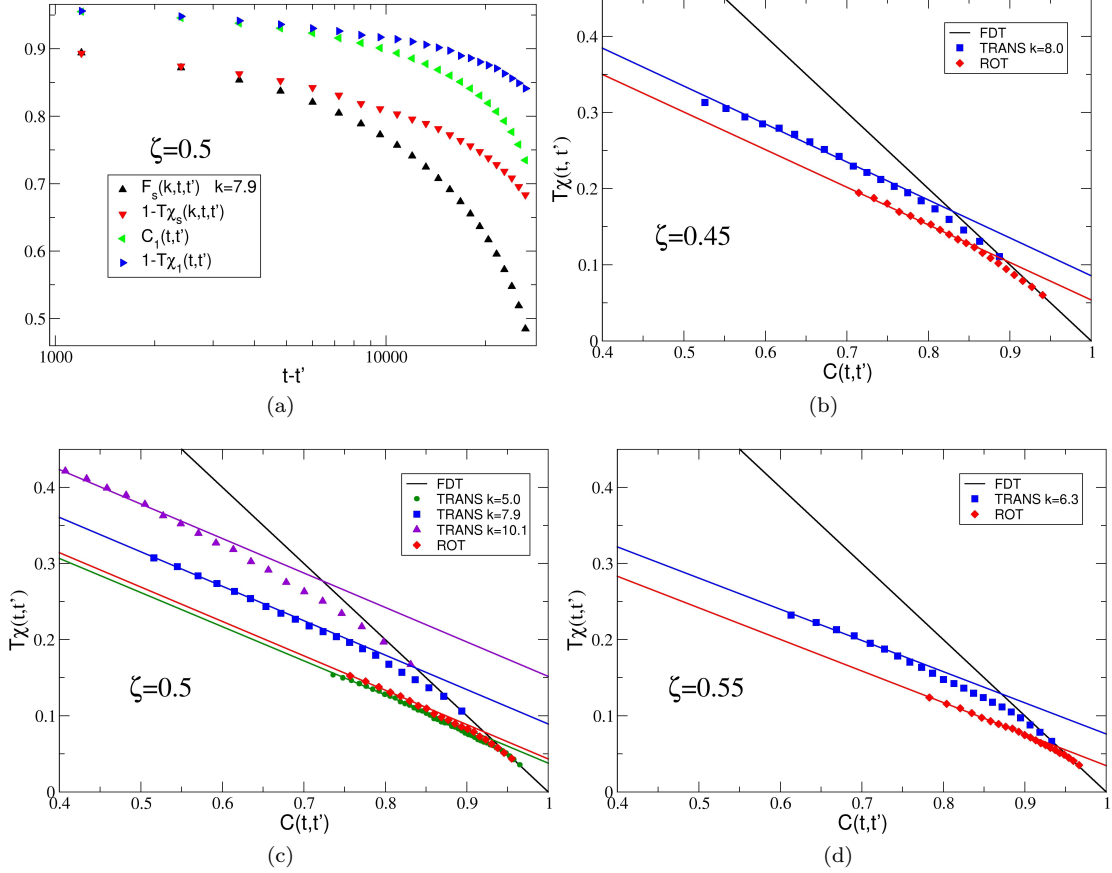 0.9
0.8
0.7
0.6
0.5
ζ=0.5
F_s(k,t,t') k=7.9
1-Tχ_s(k,t,t')
C_1(t,t')
1-Tχ_1(t,t')
1000 10000
t-t'
(a)
0.4
0.3
0.2
0.1
0
Tχ(t, t')
FDT
TRANS k=8.0
ROT
ζ=0.45
0.4 0.5 0.6 0.7 0.8 0.9 1
C(t,t')
(b)
0.4
0.3
0.2
0.1
0
Tχ(t,t')
FDT
TRANS k=5.0
TRANS k=7.9
TRANS k=10.1
ROT
ζ=0.5
0.4 0.5 0.6 0.7 0.8 0.9 1
C(t,t')
(c)
0.4
0.3
0.2
0.1
0
Tχ(t,t')
FDT
TRANS k=6.3
ROT
ζ=0.55
0.4 0.5 0.6 0.7 0.8 0.9 1
C(t,t')
(d)